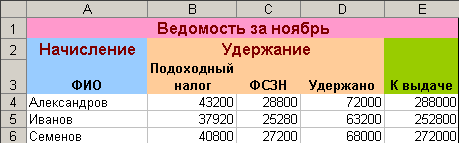 A B C D E
1 Ведомость за ноябрь
2 Начисление Удержание
3 ФИО Подоходный налог ФСЗН Удержано К выдаче
4 Александров 43200 28800 72000 288000
5 Иванов 37920 25280 63200 252800
6 Семенов 40800 27200 68000 272000